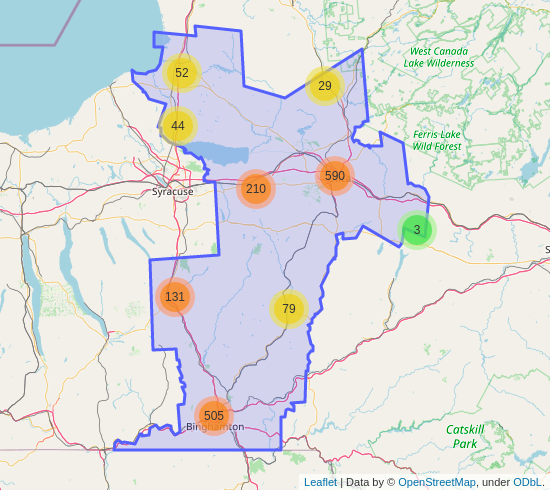 West Canada
Lake Wilderness
52
29
Ferris Lake
Wild Forest
44
590
210
Syracuse
3
131
79
505
Binghamton
Catskill
Park
Leaflet | Data by © OpenStreetMap, under ODbL.